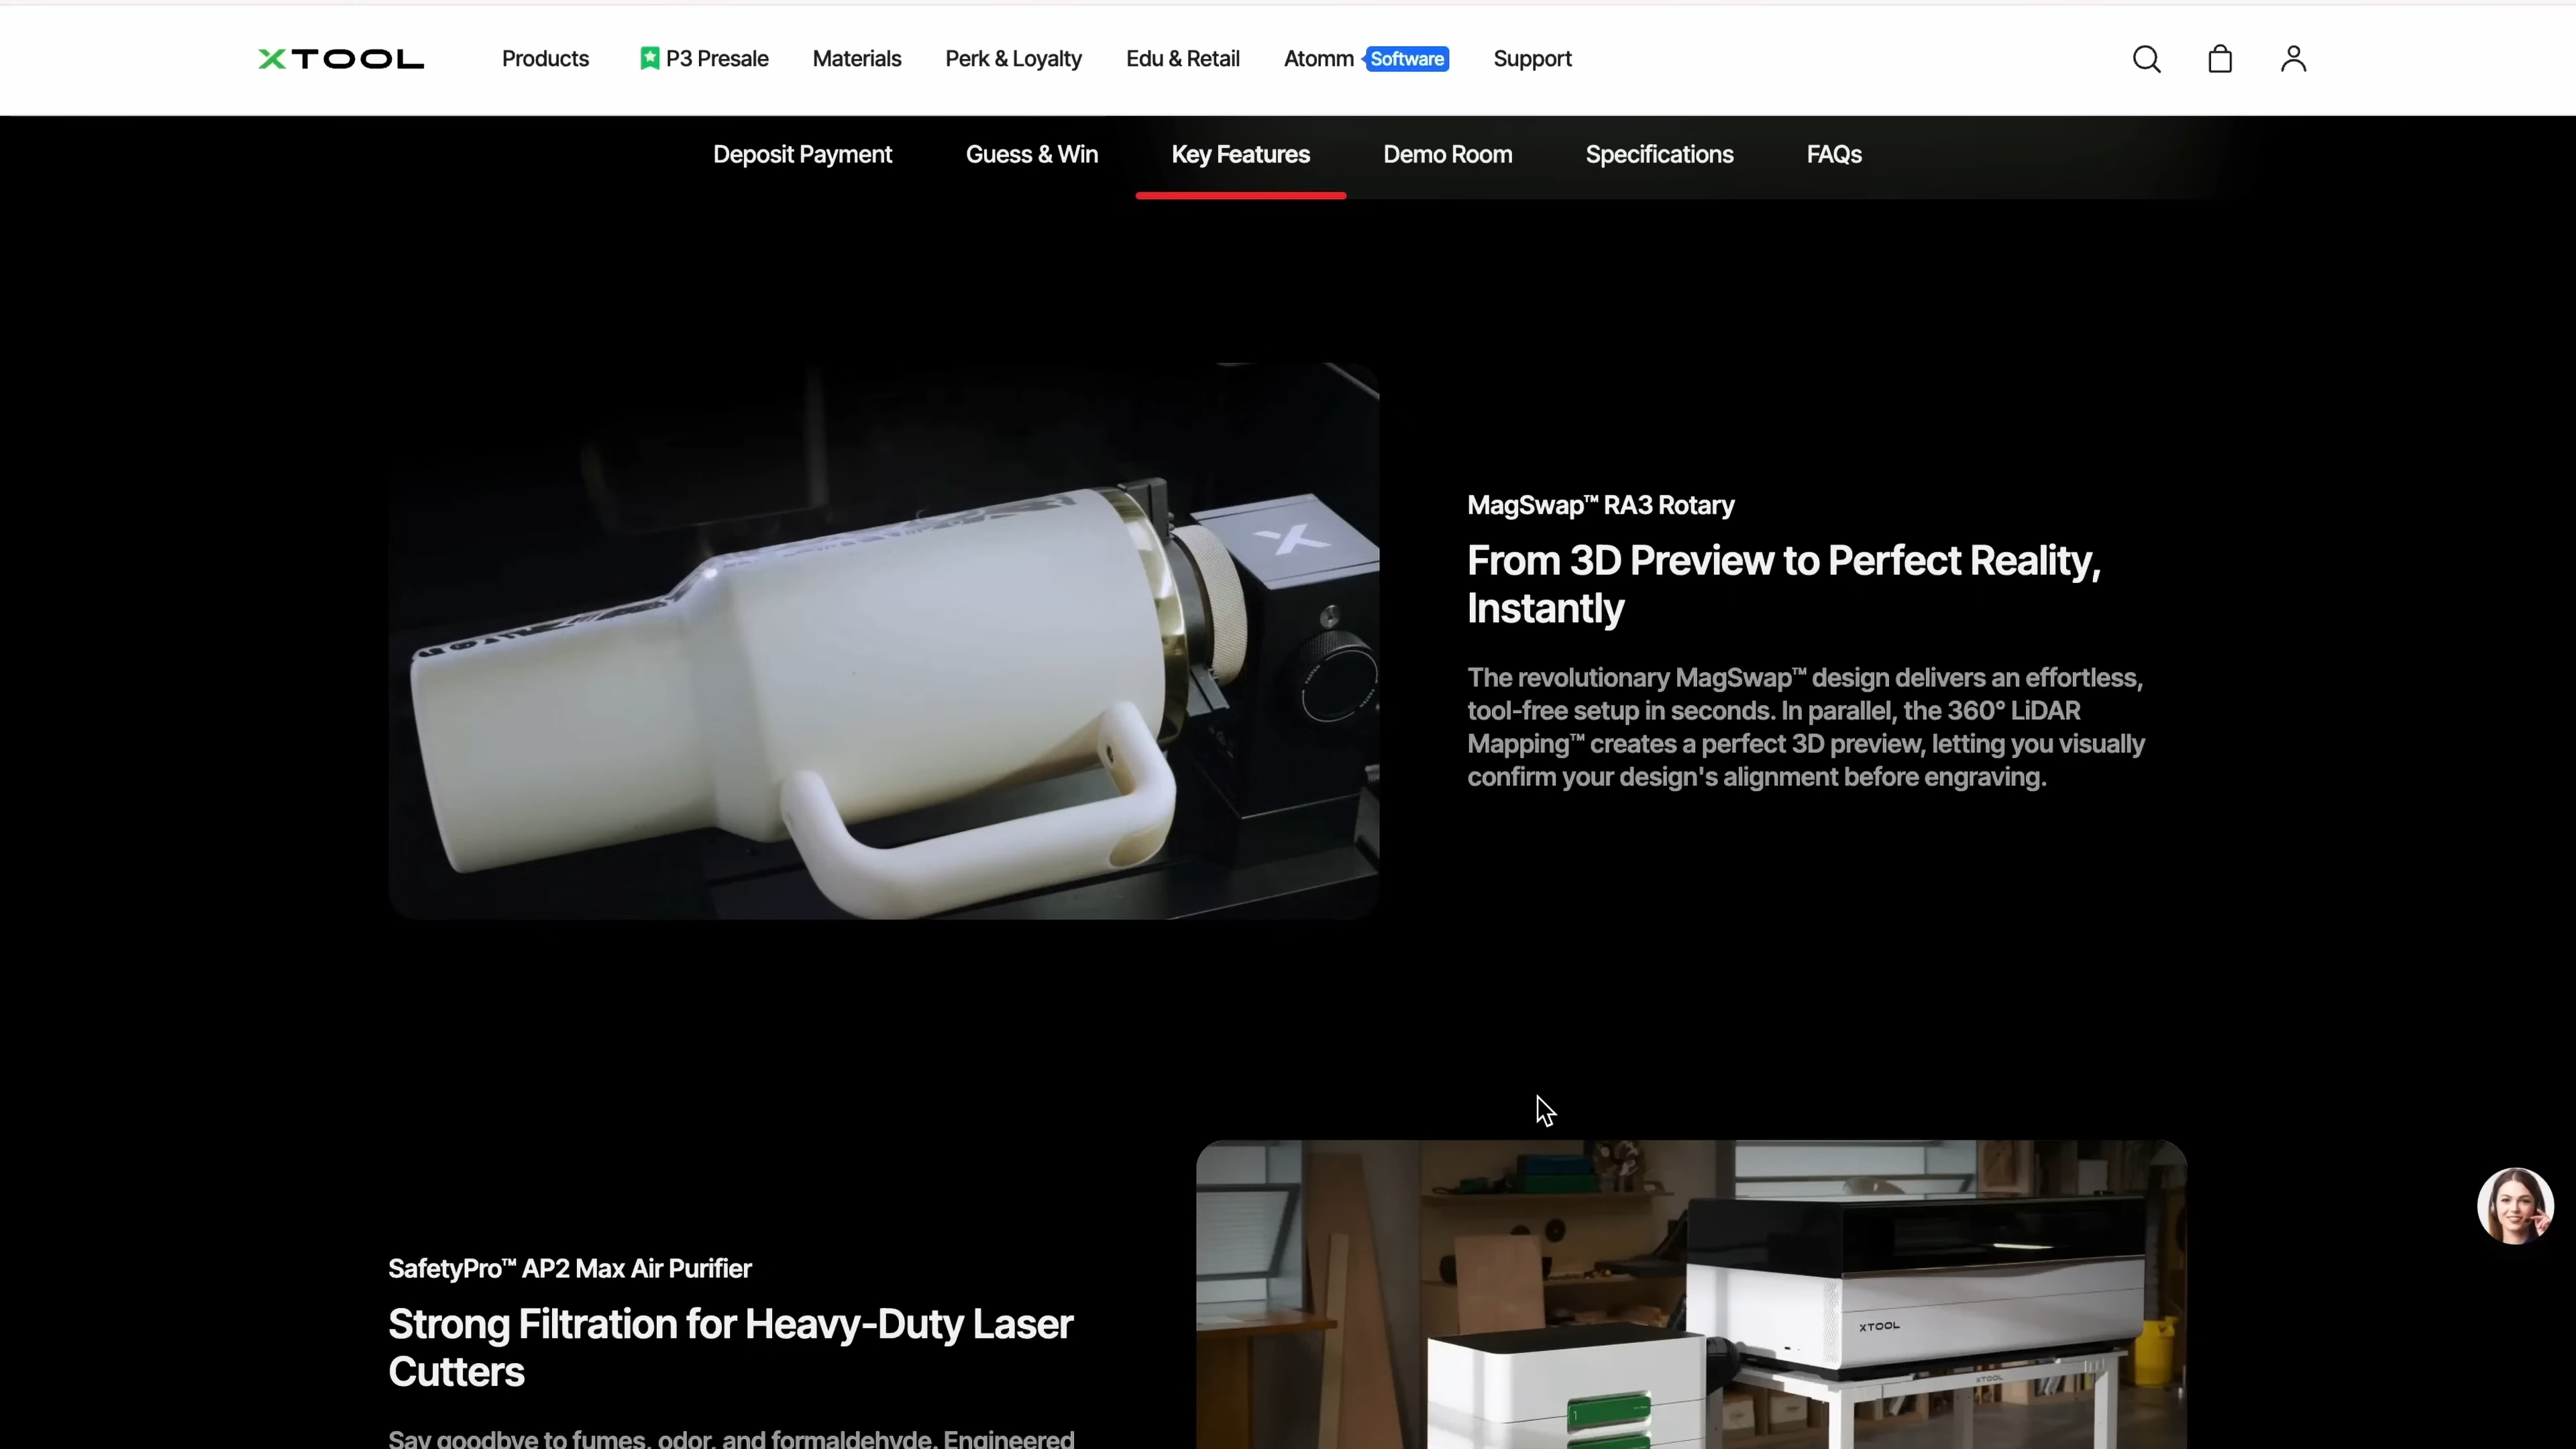 XTOOL
Products
P3 Presale
Materials
Perk & Loyalty
Edu & Retail
Atomm
Software
Support
Deposit Payment
Guess & Win
Key Features
Demo Room
Specifications
FAQs
MagSwap™ RA3 Rotary
From 3D Preview to Perfect Reality,
Instantly
The revolutionary MagSwap™ design delivers an effortless,
tool-free setup in seconds. In parallel, the 360° LiDAR
Mapping™ creates a perfect 3D preview, letting you visually
confirm your design's alignment before engraving.
SafetyPro™ AP2 Max Air Purifier
Strong Filtration for Heavy-Duty Laser
Cutters
Say goodbye to fumes, odor, and formaldehyde. Engineered
XTOOL
XTOOL
1